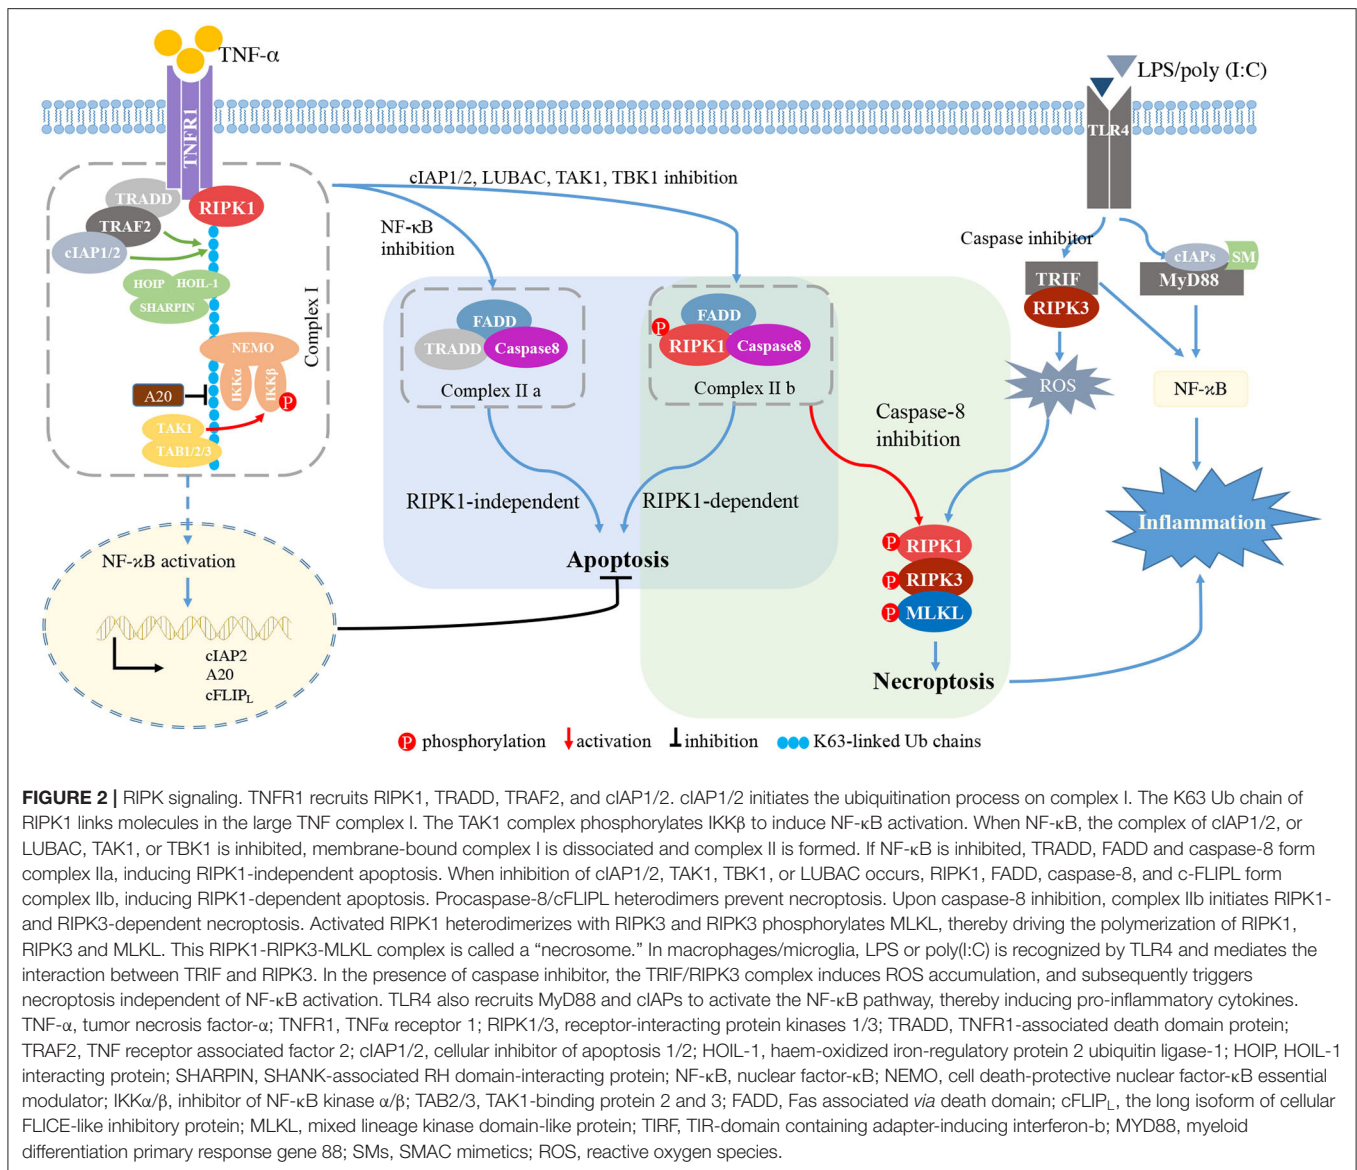 TNF-α
LPS/poly (I:C)
TNFR1
TLR4
TRADD
RIPK1
TRAF2
cIAP1/2
HOIP
HOIL-1
SHARPIN
NEMO
IKKα
IKKβ
P
A20
TAK1
TAB1/2/3
Complex I
cIAP1/2, LUBAC, TAK1, TBK1 inhibition
NF-κB
inhibition
FADD
TRADD
Caspase8
Complex II a
FADD
P
RIPK1
Caspase8
Complex II b
Caspase inhibitor
TRIF
RIPK3
cIAPs
SM
MyD88
ROS
NF-κB
Caspase-8
inhibition
RIPK1-independent
RIPK1-dependent
Apoptosis
Inflammation
P
RIPK1
P
RIPK3
P
MLKL
Necroptosis
NF-κB activation
cIAP2
A20
cFLIPL
P phosphorylation
activation
inhibition
K63-linked Ub chains
FIGURE 2 | RIPK signaling. TNFR1 recruits RIPK1, TRADD, TRAF2, and cIAP1/2. cIAP1/2 initiates the ubiquitination process on complex I. The K63 Ub chain of
RIPK1 links molecules in the large TNF complex I. The TAK1 complex phosphorylates IKKβ to induce NF-κB activation. When NF-κB, the complex of cIAP1/2, or
LUBAC, TAK1, or TBK1 is inhibited, membrane-bound complex I is dissociated and complex II is formed. If NF-κB is inhibited, TRADD, FADD and caspase-8 form
complex IIa, inducing RIPK1-independent apoptosis. When inhibition of cIAP1/2, TAK1, TBK1, or LUBAC occurs, RIPK1, FADD, caspase-8, and c-FLIPL form
complex IIb, inducing RIPK1-dependent apoptosis. Procaspase-8/cFLIPL heterodimers prevent necroptosis. Upon caspase-8 inhibition, complex IIb initiates RIPK1-
and RIPK3-dependent necroptosis. Activated RIPK1 heterodimerizes with RIPK3 and RIPK3 phosphorylates MLKL, thereby driving the polymerization of RIPK1,
RIPK3 and MLKL. This RIPK1-RIPK3-MLKL complex is called a “necrosome.” In macrophages/microglia, LPS or poly(I:C) is recognized by TLR4 and mediates the
interaction between TRIF and RIPK3. In the presence of caspase inhibitor, the TRIF/RIPK3 complex induces ROS accumulation, and subsequently triggers
necroptosis independent of NF-κB activation. TLR4 also recruits MyD88 and cIAPs to activate the NF-κB pathway, thereby inducing pro-inflammatory cytokines.
TNF-α, tumor necrosis factor-α; TNFR1, TNFα receptor 1; RIPK1/3, receptor-interacting protein kinases 1/3; TRADD, TNFR1-associated death domain protein;
TRAF2, TNF receptor associated factor 2; cIAP1/2, cellular inhibitor of apoptosis 1/2; HOIL-1, haem-oxidized iron-regulatory protein 2 ubiquitin ligase-1; HOIP, HOIL-1
interacting protein; SHARPIN, SHANK-associated RH domain-interacting protein; NF-κB, nuclear factor-κB; NEMO, cell death-protective nuclear factor-κB essential
modulator; IKKα/β, inhibitor of NF-κB kinase α/β; TAB2/3, TAK1-binding protein 2 and 3; FADD, Fas associated via death domain; cFLIPL, the long isoform of cellular
FLICE-like inhibitory protein; MLKL, mixed lineage kinase domain-like protein; TIRF, TIR-domain containing adapter-inducing interferon-b; MYD88, myeloid
differentiation primary response gene 88; SMs, SMAC mimetics; ROS, reactive oxygen species.